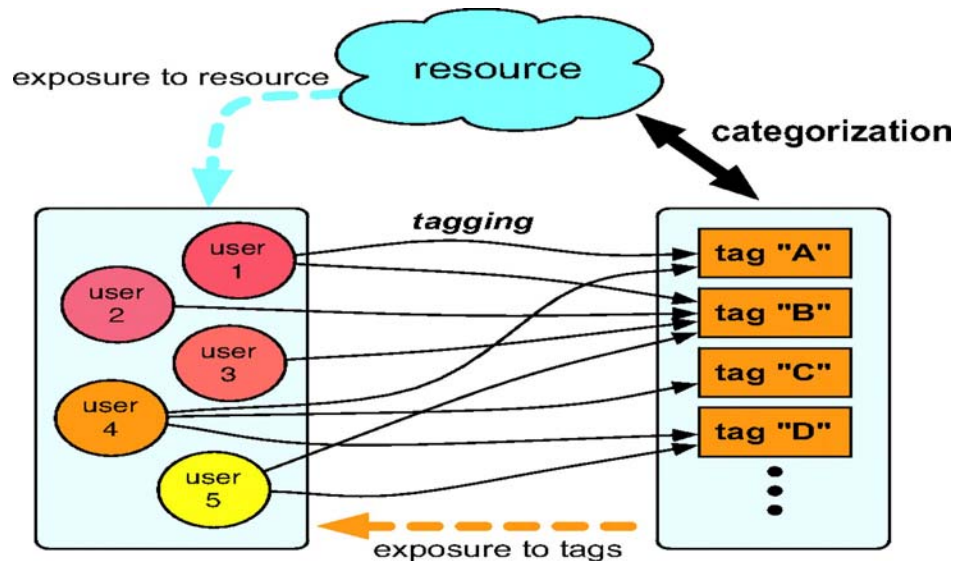 resource
exposure to resource
categorization
tagging
user
1
user
2
user
3
user
4
user
5
tag "A"
tag "B"
tag "C"
tag "D"
exposure to tags